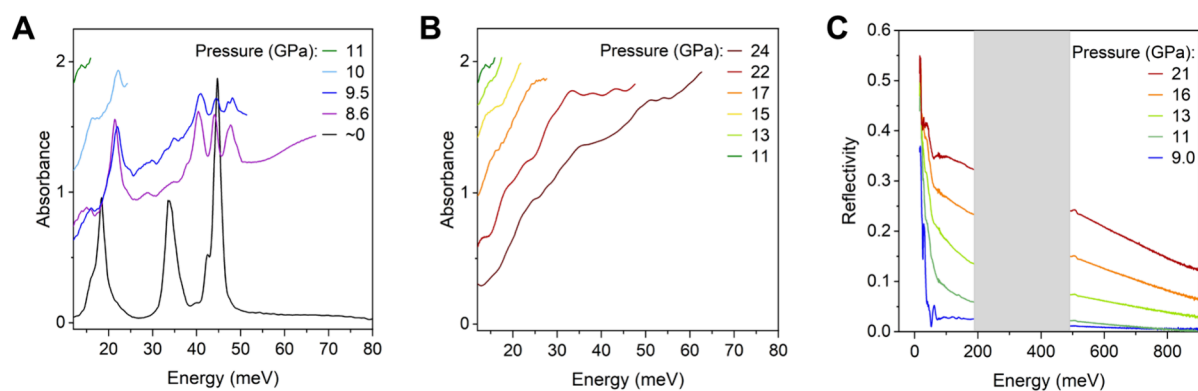 A
Pressure (GPa):
11
10
9.5
8.6
~0
Absorbance
2
1
0
20 30 40 50 60 70 80
Energy (meV)
B
Pressure (GPa):
24
22
17
15
13
11
Absorbance
2
1
0
20 30 40 50 60 70 80
Energy (meV)
C
Pressure (GPa):
21
16
13
11
9.0
Reflectivity
0.6
0.5
0.4
0.3
0.2
0.1
0.0
0 200 400 600 800
Energy (meV)